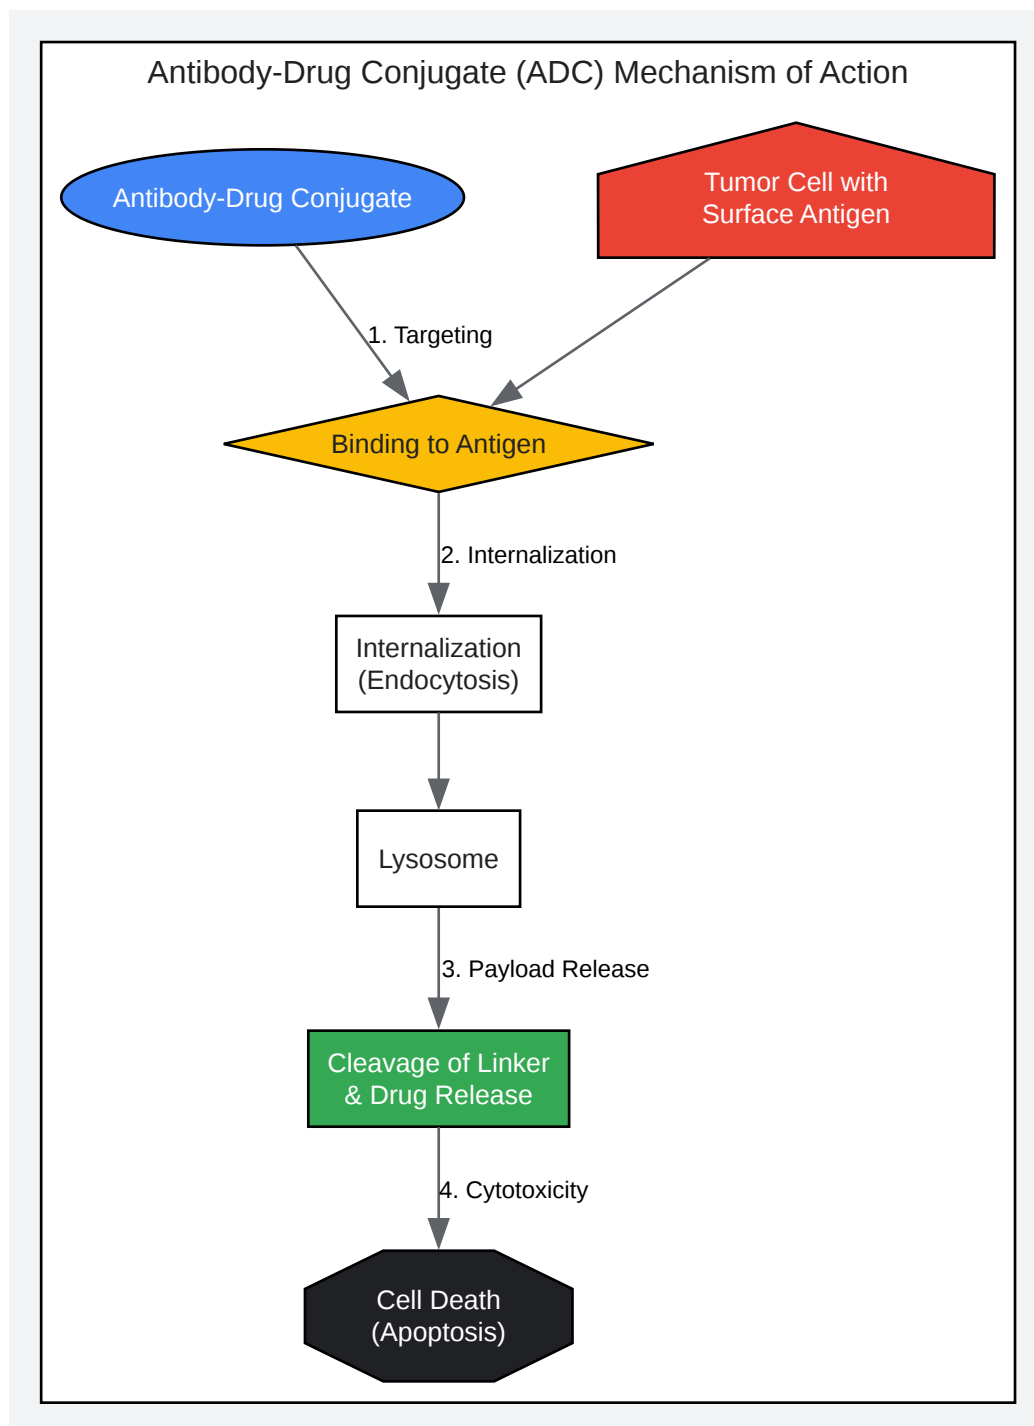 Antibody-Drug Conjugate (ADC) Mechanism of Action
Antibody-Drug Conjugate
Tumor Cell with
Surface Antigen
1. Targeting
Binding to Antigen
2. Internalization
Internalization
(Endocytosis)
Lysosome
3. Payload Release
Cleavage of Linker
& Drug Release
4. Cytotoxicity
Cell Death
(Apoptosis)